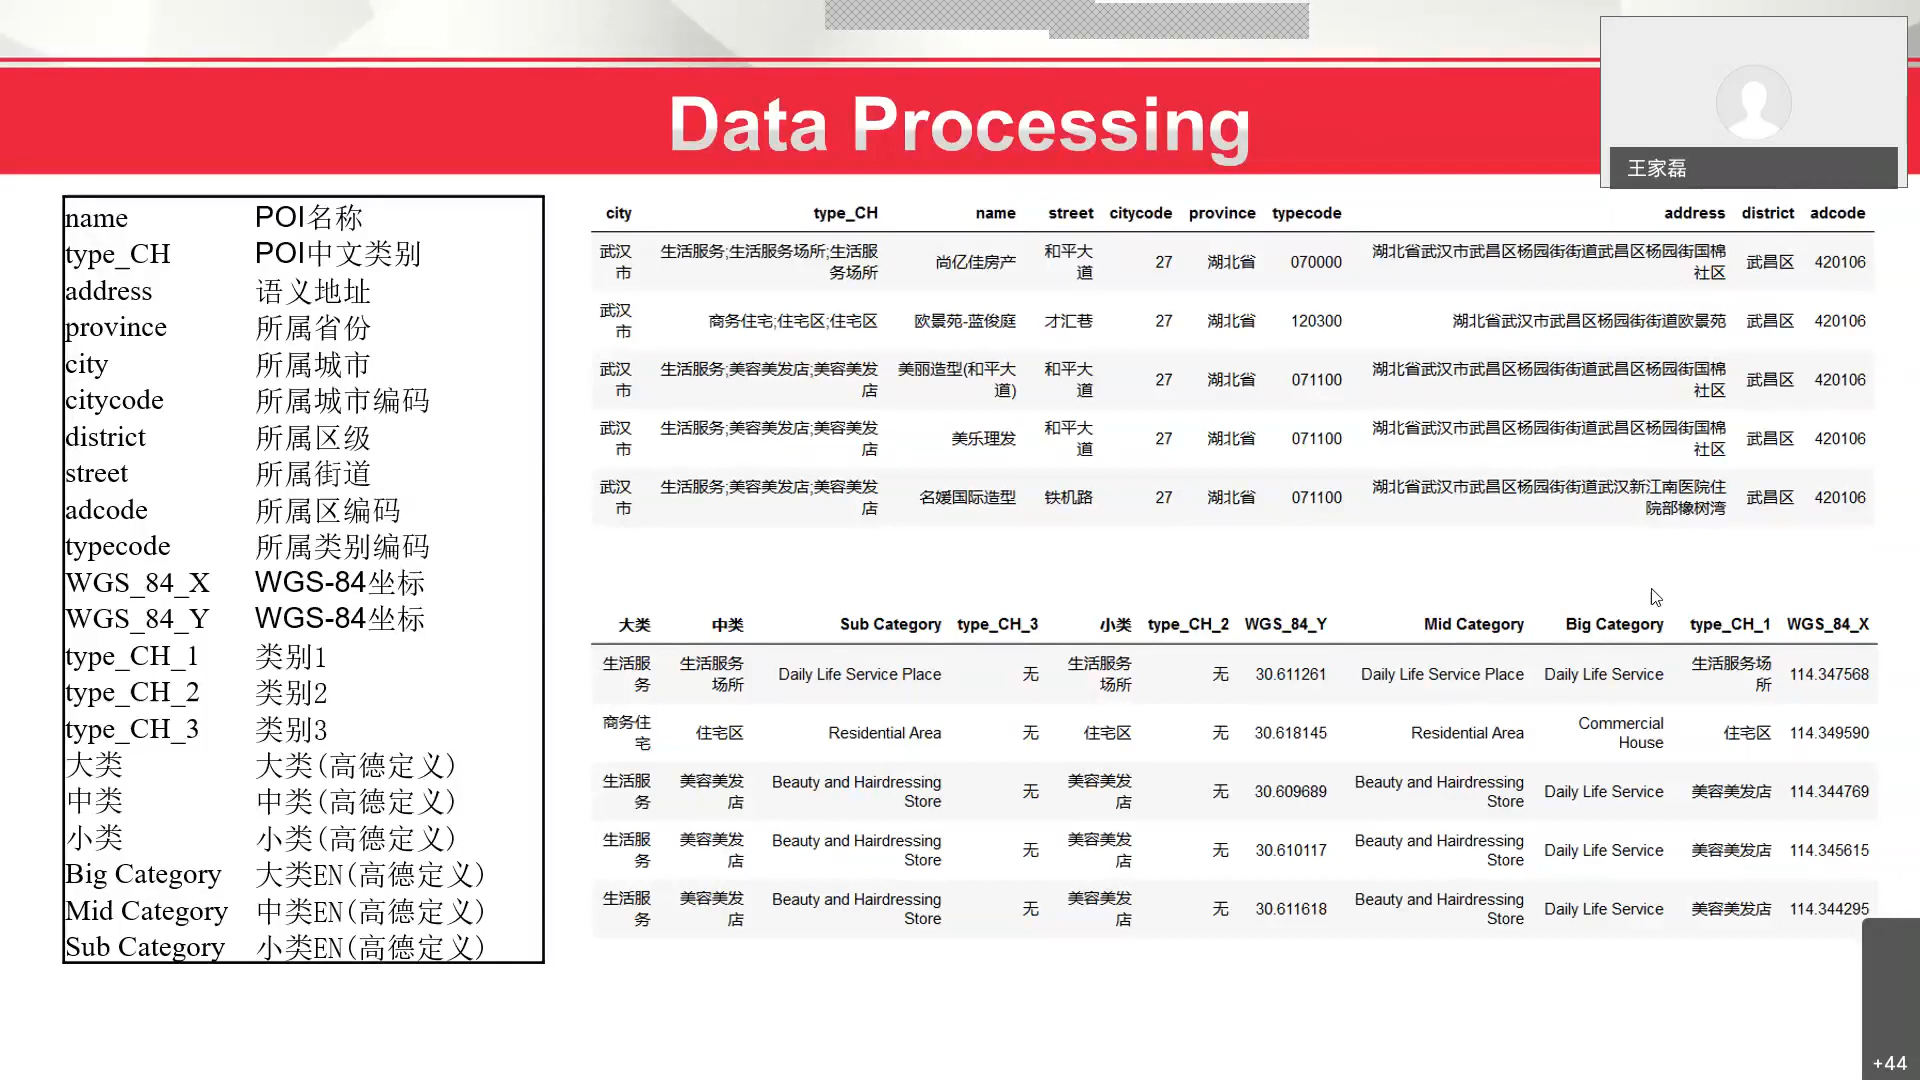 Data Processing
王家磊
name POI名称
type_CH POI中文类别
address 语义地址
province 所属省份
city 所属城市
citycode 所属城市编码
district 所属区级
street 所属街道
adcode 所属区编码
typecode 所属类别编码
WGS_84_X WGS-84坐标
WGS_84_Y WGS-84坐标
type_CH_1 类别1
type_CH_2 类别2
type_CH_3 类别3
大类 大类(高德定义)
中类 中类(高德定义)
小类 小类(高德定义)
Big Category 大类EN(高德定义)
Mid Category 中类EN(高德定义)
Sub Category 小类EN(高德定义)
city type_CH name street citycode province typecode address district adcode
武汉 生活服务;生活服务场所;生活服 和平大 湖北省武汉市武昌区杨园街街道武昌区杨园街国棉
市 务场所 尚亿佳房产 道 27 湖北省 070000 社区 武昌区 420106
武汉
市 商务住宅;住宅区;住宅区 欧景苑-蓝俊庭 才汇巷 27 湖北省 120300 湖北省武汉市武昌区杨园街街道欧景苑 武昌区 420106
武汉 生活服务;美容美发店;美容美发 美丽造型(和平大 和平大 湖北省武汉市武昌区杨园街街道武昌区杨园街国棉
市 店 道) 道 27 湖北省 071100 社区 武昌区 420106
武汉 生活服务;美容美发店;美容美发 和平大 湖北省武汉市武昌区杨园街街道武昌区杨园街国棉
市 店 美乐理发 道 27 湖北省 071100 社区 武昌区 420106
武汉 生活服务;美容美发店;美容美发 湖北省武汉市武昌区杨园街街道武汉新江南医院住
市 店 名媛国际造型 铁机路 27 湖北省 071100 院部橡树湾 武昌区 420106
大类 中类 Sub Category type_CH_3 小类 type_CH_2 WGS_84_Y Mid Category Big Category type_CH_1 WGS_84_X
生活服 生活服务 生活服务 生活服务场
务 场所 Daily Life Service Place 无 场所 无 30.611261 Daily Life Service Place Daily Life Service 所 114.347568
商务住 Commercial
宅 住宅区 Residential Area 无 住宅区 无 30.618145 Residential Area House 住宅区 114.349590
生活服 美容美发 Beauty and Hairdressing 美容美发 Beauty and Hairdressing
务 店 Store 无 店 无 30.609689 Store Daily Life Service 美容美发店 114.344769
生活服 美容美发 Beauty and Hairdressing 美容美发 Beauty and Hairdressing
务 店 Store 无 店 无 30.610117 Store Daily Life Service 美容美发店 114.345615
生活服 美容美发 Beauty and Hairdressing 美容美发 Beauty and Hairdressing
务 店 Store 无 店 无 30.611618 Store Daily Life Service 美容美发店 114.344295
+44